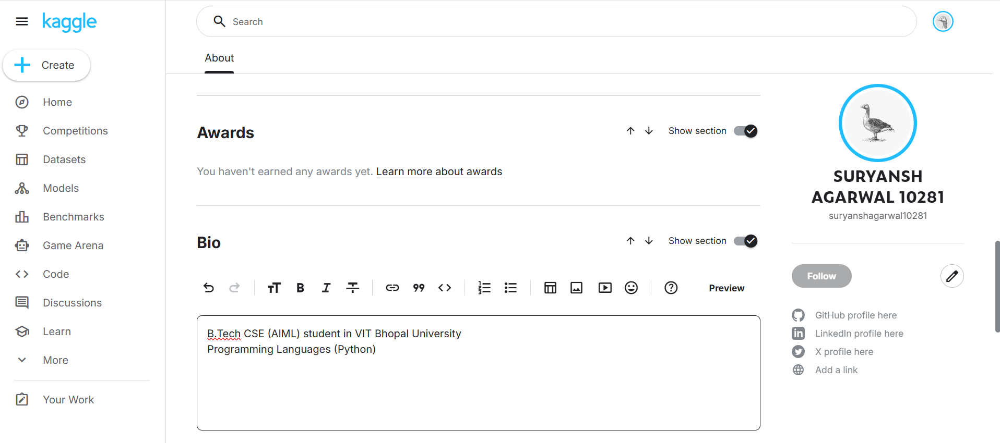 kaggle
Search
Create
Home
Competitions
Datasets
Models
Benchmarks
Game Arena
Code
Discussions
Learn
More
Your Work
About
Awards
Show section
You haven't earned any awards yet. Learn more about awards
Bio
Show section
Preview
B.Tech CSE (AIML) student in VIT Bhopal University
Programming Languages (Python)
SURYANSH
AGARWAL 10281
suryanshagarwal10281
Follow
GitHub profile here
LinkedIn profile here
X profile here
Add a link